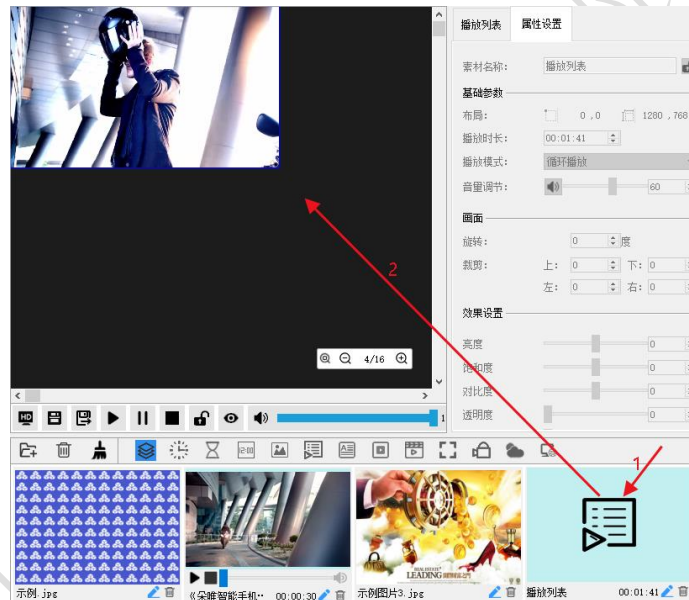 播放列表 属性设置
素材名称: 播放列表
基础参数
布局: 0 ,0 1280 ,768
播放时长: 00:01:41
播放模式: 循环播放
音量调节: 60
画面
旋转: 0 度
裁剪: 上: 0 下: 0
左: 0 右: 0
效果设置
亮度 0
饱和度 0
对比度 0
透明度 0
2
4/16
HD
1
1
REAL ESTATE
LEADING
示例.jpg
《朵唯智能手机… 00:00:30
示例图片3.jpg
播放列表 00:01:41